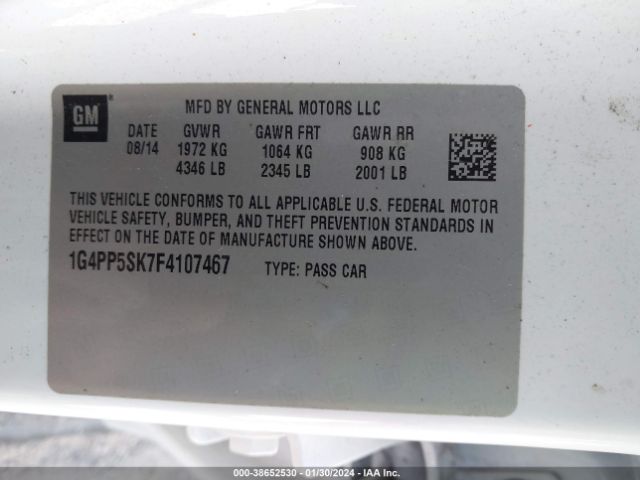 GM ®
MFD BY GENERAL MOTORS LLC
DATE GVWR GAWR FRT GAWR RR
08/14 1972 KG 1064 KG 908 KG
4346 LB 2345 LB 2001 LB
THIS VEHICLE CONFORMS TO ALL APPLICABLE U.S. FEDERAL MOTOR
VEHICLE SAFETY, BUMPER, AND THEFT PREVENTION STANDARDS IN
EFFECT ON THE DATE OF MANUFACTURE SHOWN ABOVE.
1G4PP5SK7F4107467 TYPE: PASS CAR
000-38652530 - 01/30/2024 - IAA Inc.